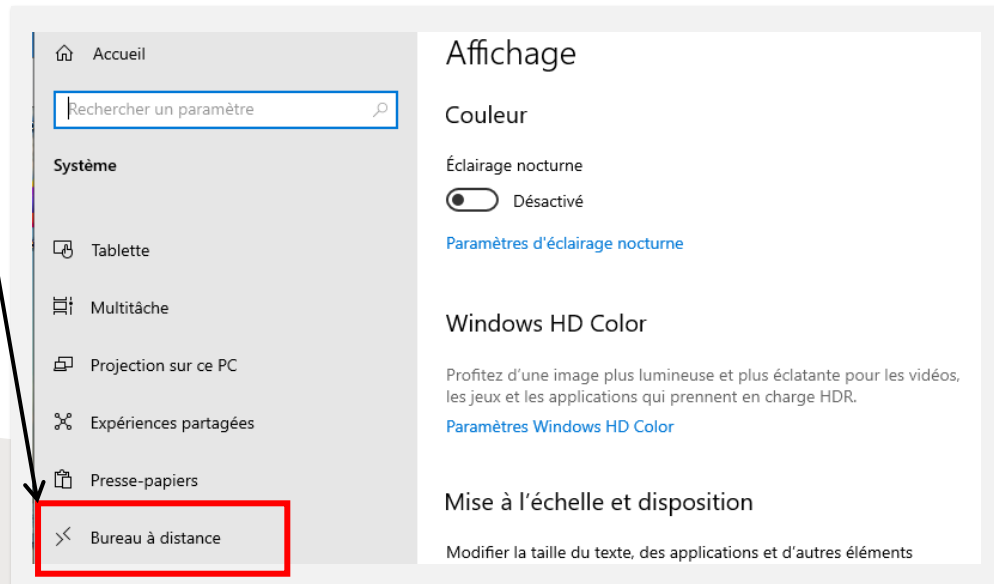 Accueil
Rechercher un paramètre
Système
Tablette
Multitâche
Projection sur ce PC
Expériences partagées
Presse-papiers
Bureau à distance
Affichage
Couleur
Éclairage nocturne
Désactivé
Paramètres d'éclairage nocturne
Windows HD Color
Profitez d’une image plus lumineuse et plus éclatante pour les vidéos,
les jeux et les applications qui prennent en charge HDR.
Paramètres Windows HD Color
Mise à l’échelle et disposition
Modifier la taille du texte, des applications et d’autres éléments